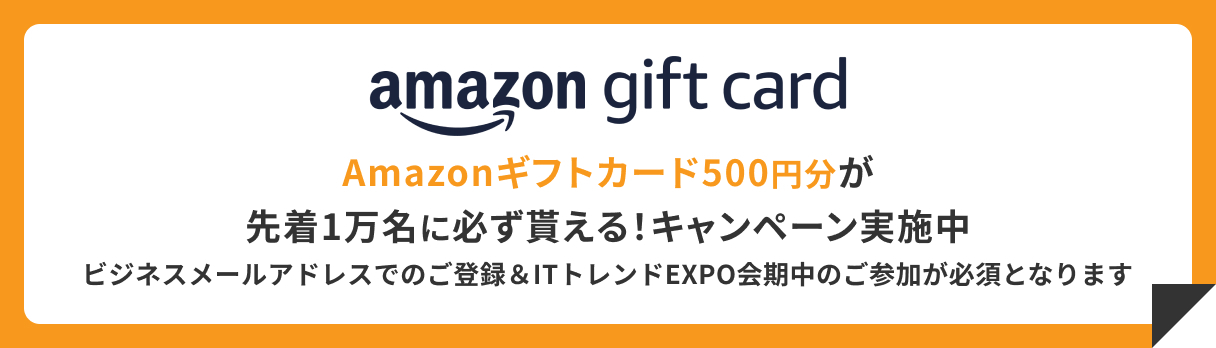 amazon gift card
Amazonギフトカード500円分が
先着1万名に必ず貰える！キャンペーン実施中
ビジネスメールアドレスでのご登録＆ITトレンドEXPO会期中のご参加が必須となります